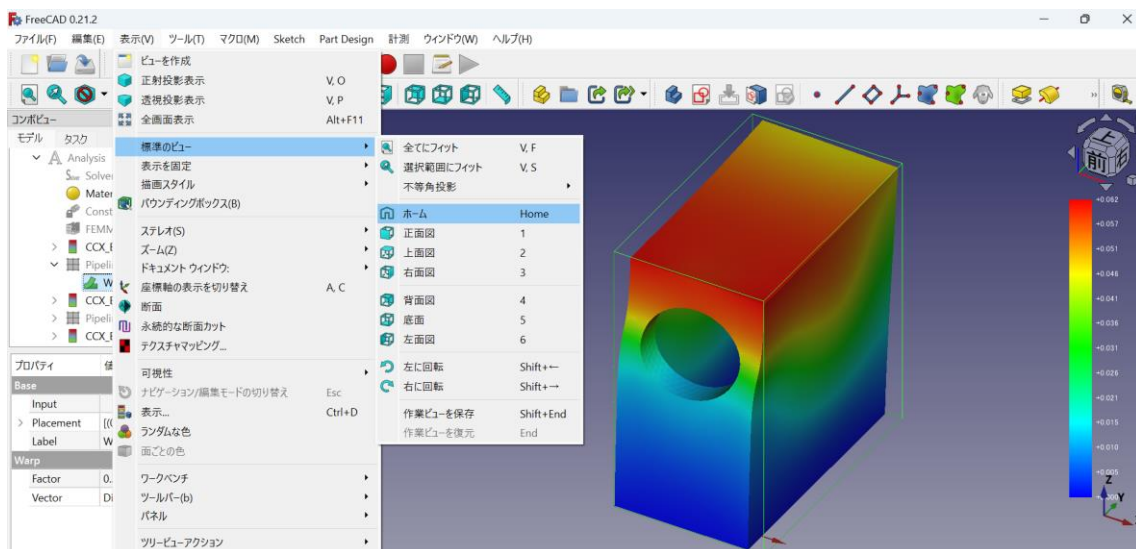 FreeCAD 0.21.2
ファイル(F) 編集(E) 表示(V) ツール(T) マクロ(M) Sketch Part Design 計測 ウィンドウ(W) ヘルプ(H)
コンボビュー
モデル タスク
Analysis
Solve
Mater
Const
FEMM
CCX_E
Pipeli
W
CCX_E
Pipeli
CCX_E
プロパティ 値
Base
Input
Placement [(
Label W
Warp
Factor 0.
Vector Di
ビューを作成
正射投影表示 V, O
透視投影表示 V, P
全画面表示 Alt+F11
標準のビュー
表示を固定
描画スタイル
バウンディングボックス(B)
ステレオ(S)
ズーム(Z)
ドキュメント ウィンドウ:
座標軸の表示を切り替え A, C
断面
永続的な断面カット
テクスチャマッピング...
可視性
ナビゲーション/編集モードの切り替え Esc
表示... Ctrl+D
ランダムな色
面ごとの色
ワークベンチ
ツールバー(b)
パネル
ツリービューアクション
全てにフィット V, F
選択範囲にフィット V, S
不等角投影
ホーム Home
正面図 1
上面図 2
右面図 3
背面図 4
底面 5
左面図 6
左に回転 Shift+←
右に回転 Shift+→
作業ビューを保存 Shift+End
作業ビューを復元 End
上
前
右
+0.062
+0.057
+0.051
+0.046
+0.041
+0.036
+0.031
+0.026
+0.021
+0.015
+0.010
+0.005
Z
Y